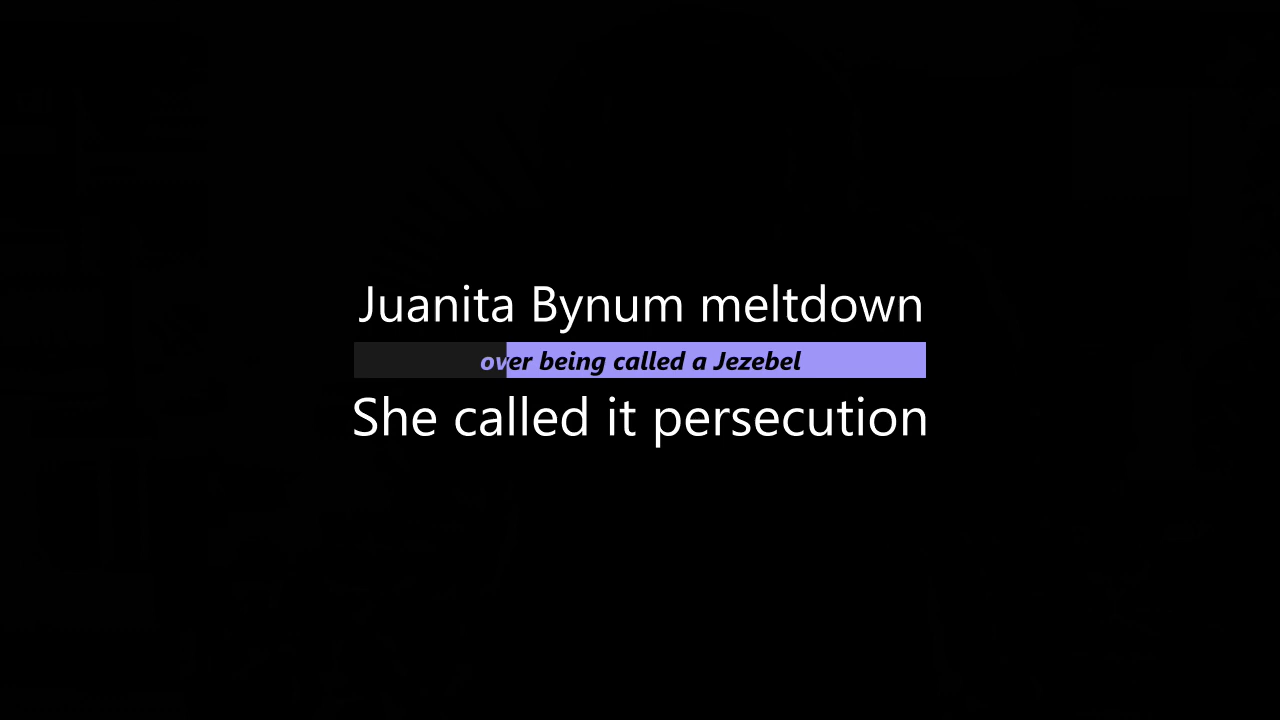 Juanita Bynum meltdown
over being called a Jezebel
She called it persecution